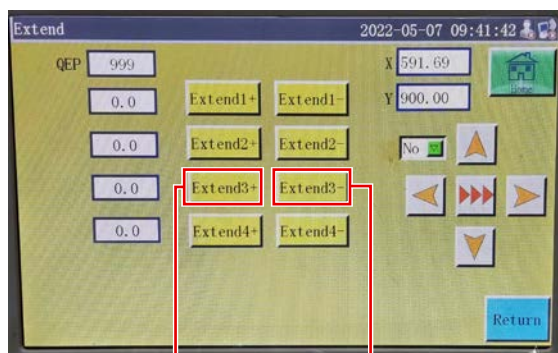 Extend 2022-05-07 09:41:42
QEP 999 X 591.69
Home
0.0 Extend1+ Extend1- Y 900.00
0.0 Extend2+ Extend2- No
0.0 Extend3+ Extend3-
0.0 Extend4+ Extend4-
Return